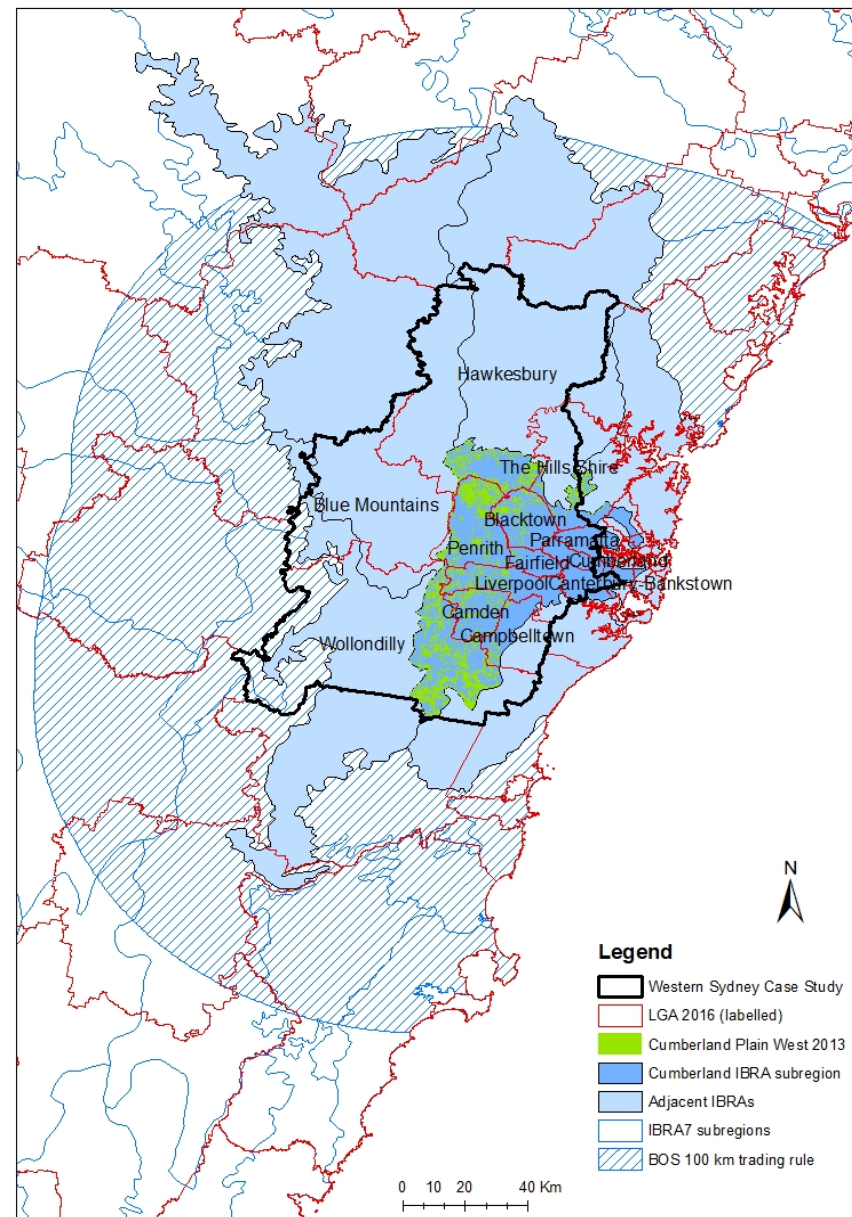 Hawkesbury
The Hills Shire
Blue Mountains
Blacktown
Parramatta
Penrith
Cumberland
Fairfield
Liverpool
Canterbury-Bankstown
Camden
Campbelltown
Wollondilly
N
Legend
Western Sydney Case Study
LGA 2016 (labelled)
Cumberland Plain West 2013
Cumberland IBRA subregion
Adjacent IBRAs
IBRA7 subregions
BOS 100 km trading rule
0 10 20 40 Km